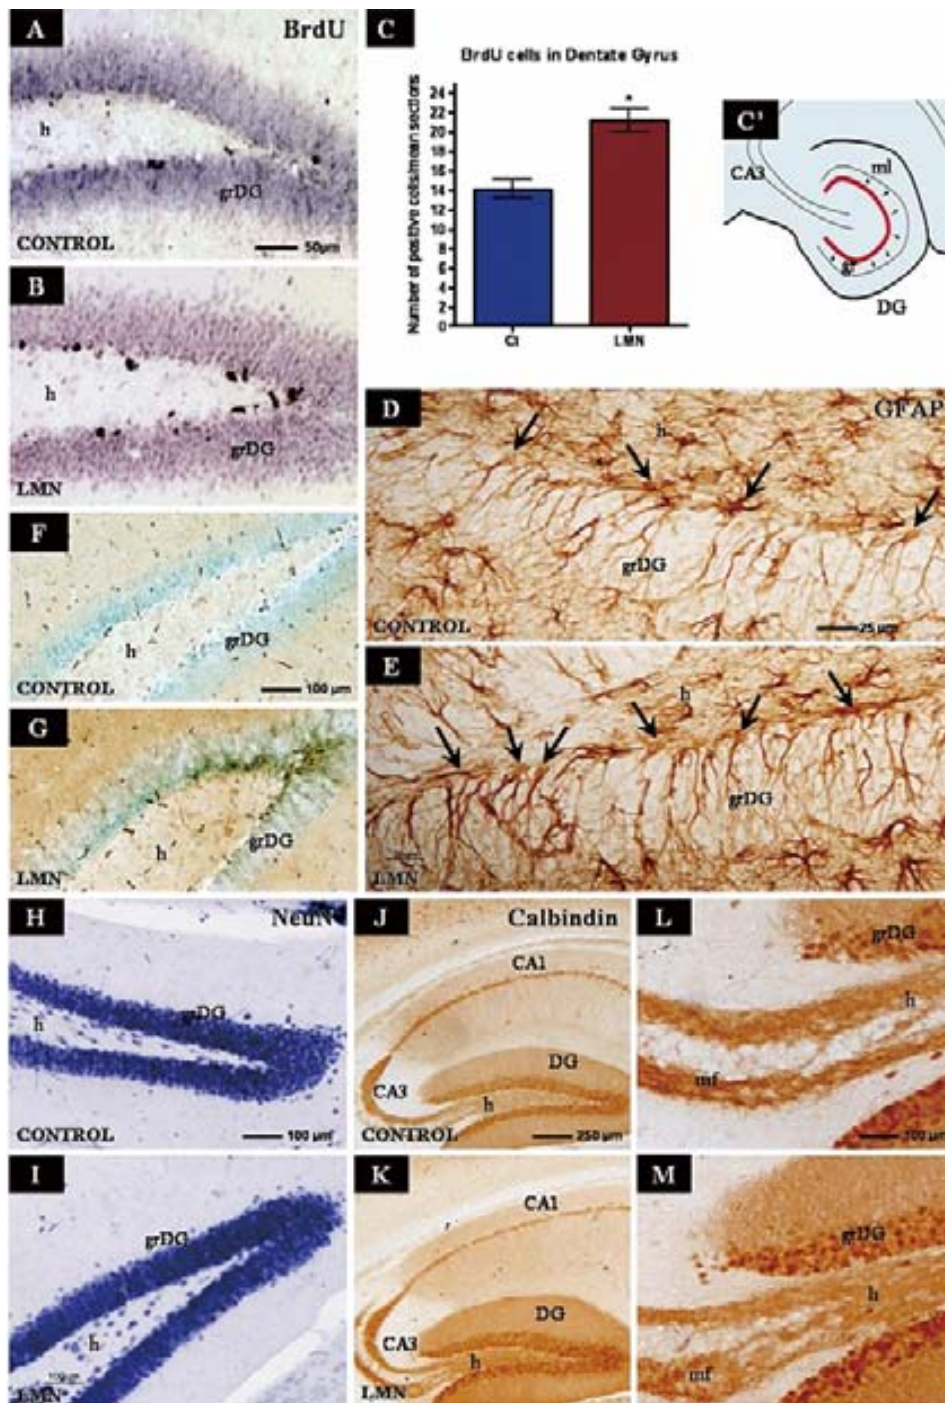 A
BrdU
h
grDG
CONTROL
50µm
B
h
grDG
LMN
C
BrdU cells in Dentate Gyrus
Number of positive cells/mean sections
24
22
20
18
16
14
12
10
8
6
4
2
0
*
Ct
LMN
C'
CA3
ml
gr
DG
D
GFAP
h
grDG
CONTROL
25 µm
E
h
grDG
LMN
F
h
grDG
CONTROL
100 µm
G
h
grDG
LMN
H
NeuN
grDG
h
CONTROL
100 µm
I
grDG
h
LMN
J
Calbindin
CA1
DG
CA3
h
CONTROL
250 µm
K
CA1
DG
CA3
h
LMN
L
grDG
h
mf
100 µm
M
grDG
h
mf